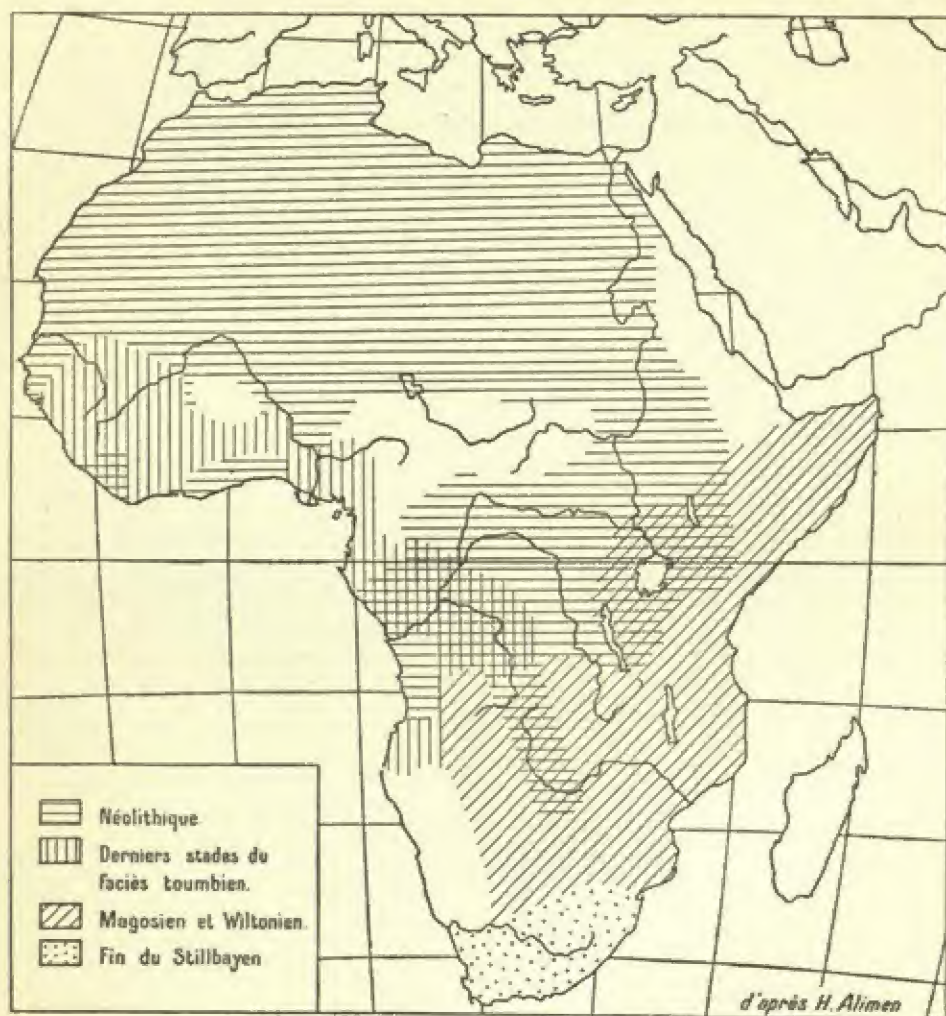 Néolithique
Derniers stades du
faciès toumbien.
Magosien et Wiltonien.
Fin du Stillbayen
d'après H. Alimen